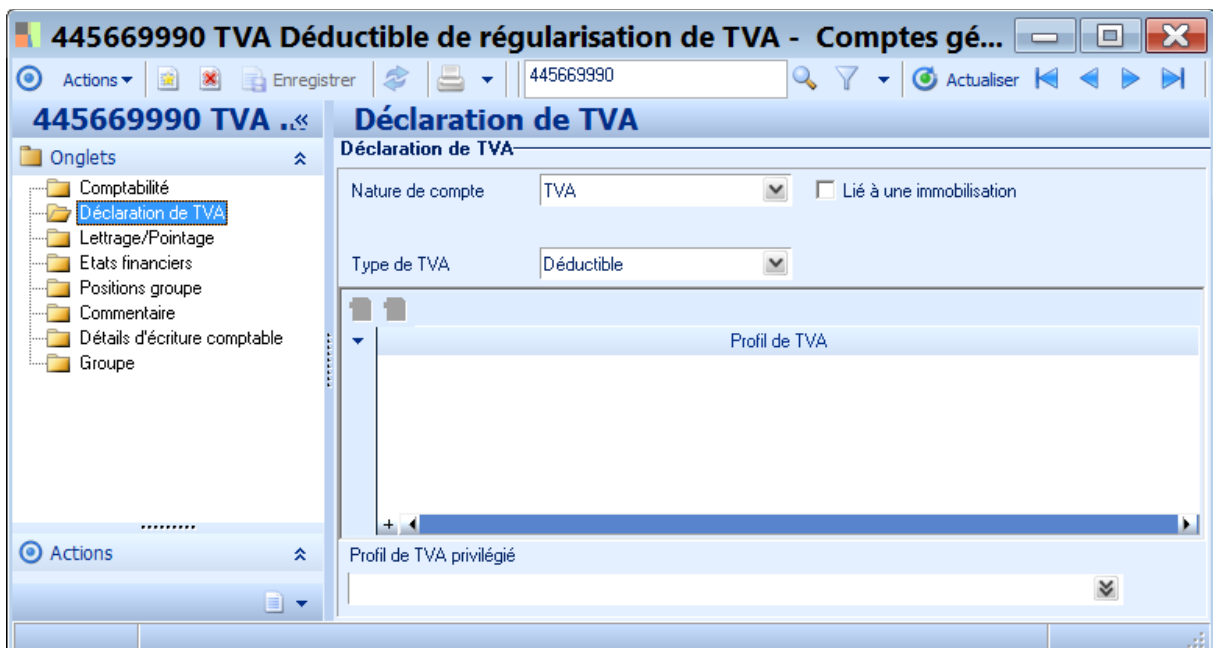 445669990 TVA Déductible de régularisation de TVA - Comptes gé...
Actions Enregistrer 445669990 Actualiser
445669990 TVA ..
Déclaration de TVA
Onglets
Déclaration de TVA
Comptabilité
Déclaration de TVA
Lettrage/Pointage
Etats financiers
Positions groupe
Commentaire
Détails d'écriture comptable
Groupe
Nature de compte TVA Lié à une immobilisation
Type de TVA Déductible
Profil de TVA
+
Actions
Profil de TVA privilégié